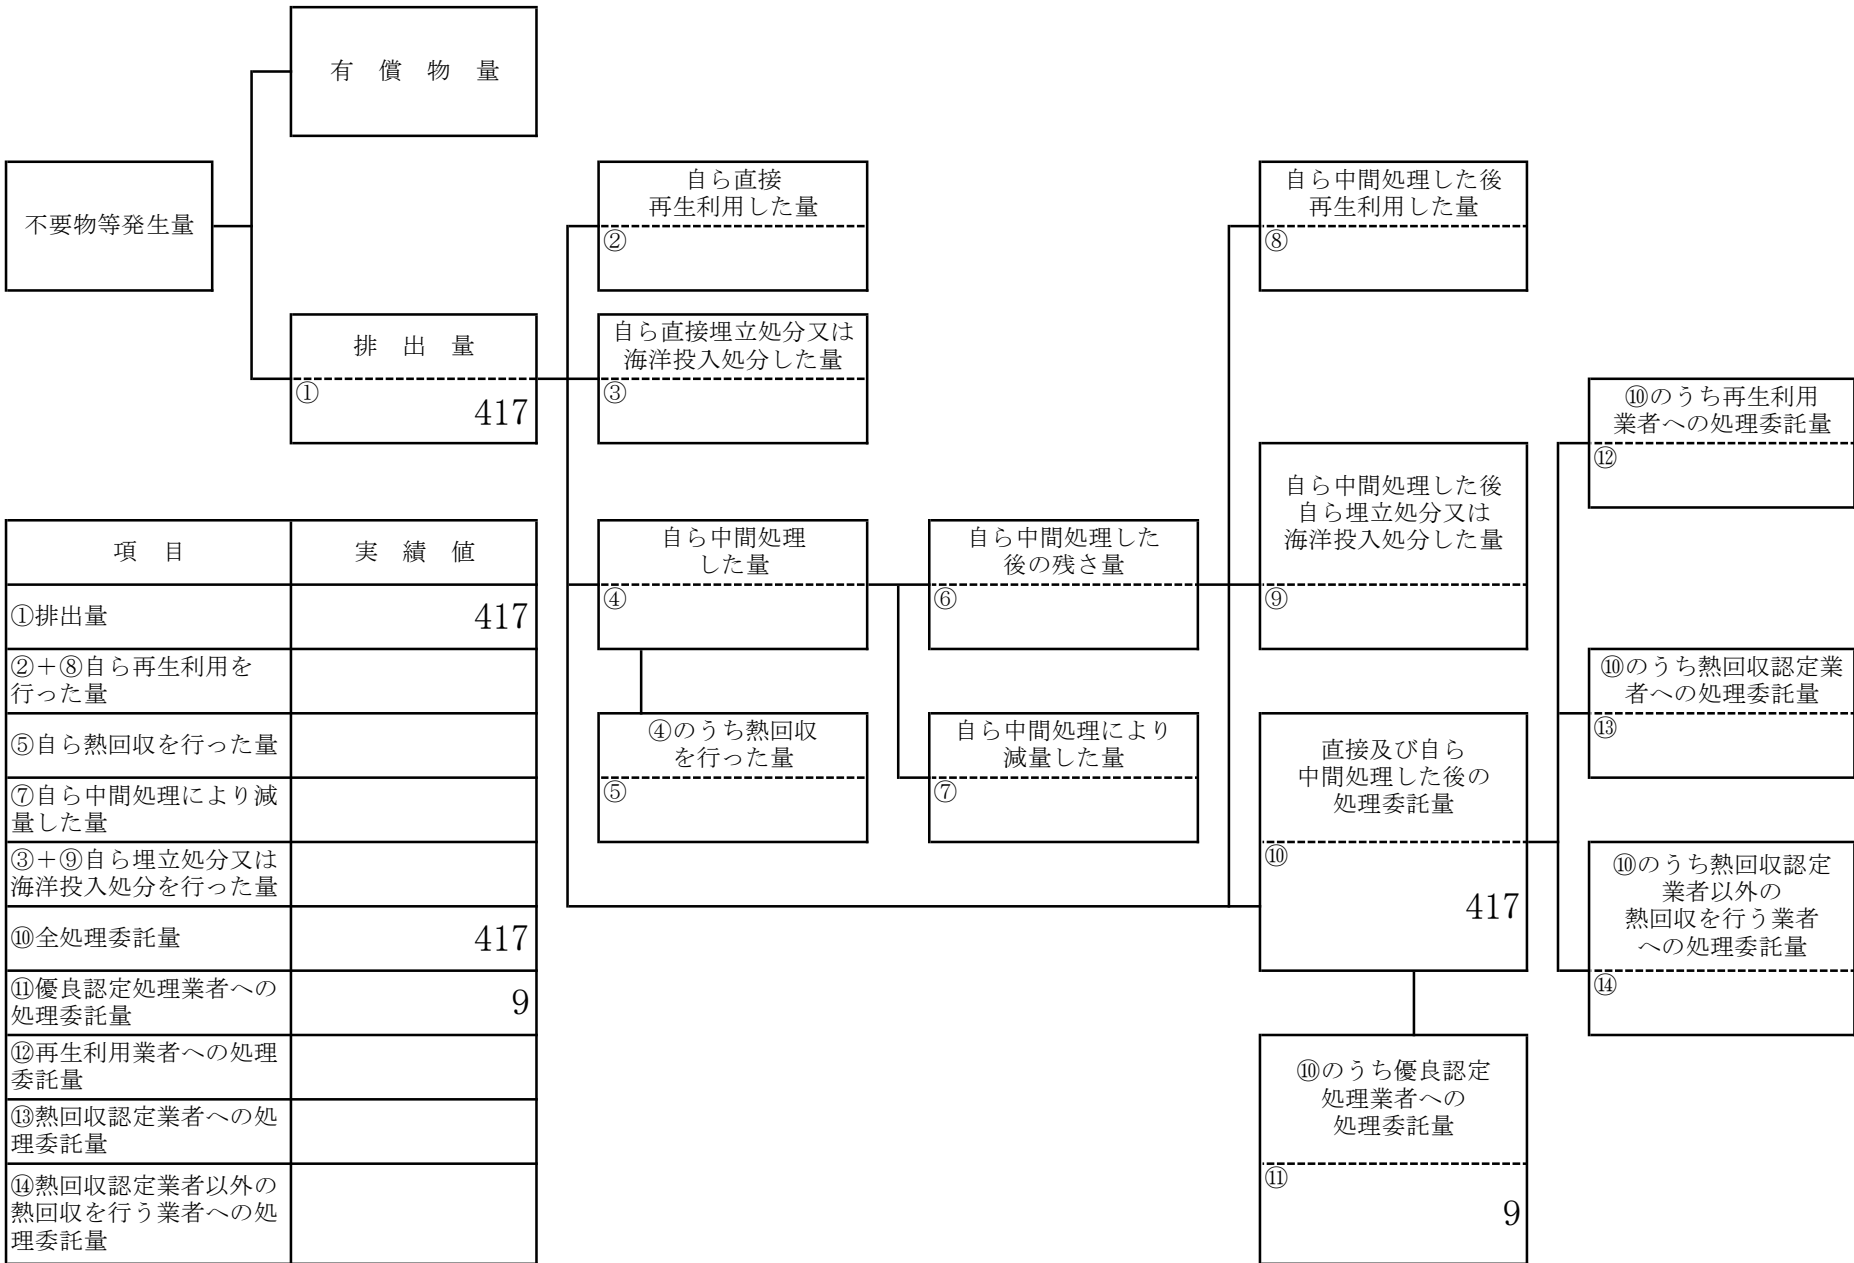 有 償 物 量
不要物等発生量
排 出 量
①
417
自ら直接
再生利用した量
②
自ら直接埋立処分又は
海洋投入処分した量
③
自ら中間処理
した量
④
④のうち熱回収
を行った量
⑤
自ら中間処理した
後の残さ量
⑥
自ら中間処理により
減量した量
⑦
自ら中間処理した後
再生利用した量
⑧
自ら中間処理した後
自ら埋立処分又は
海洋投入処分した量
⑨
直接及び自ら
中間処理した後の
処理委託量
⑩
417
⑩のうち優良認定
処理業者への
処理委託量
⑪
9
⑩のうち再生利用
業者への処理委託量
⑫
⑩のうち熱回収認定業
者への処理委託量
⑬
⑩のうち熱回収認定
業者以外の
熱回収を行う業者
への処理委託量
⑭
項 目 実 績 値
①排出量 417
②+⑧自ら再生利用を
行った量
⑤自ら熱回収を行った量
⑦自ら中間処理により減
量した量
③+⑨自ら埋立処分又は
海洋投入処分を行った量
⑩全処理委託量 417
⑪優良認定処理業者への
処理委託量 9
⑫再生利用業者への処理
委託量
⑬熱回収認定業者への処
理委託量
⑭熱回収認定業者以外の
熱回収を行う業者への処
理委託量